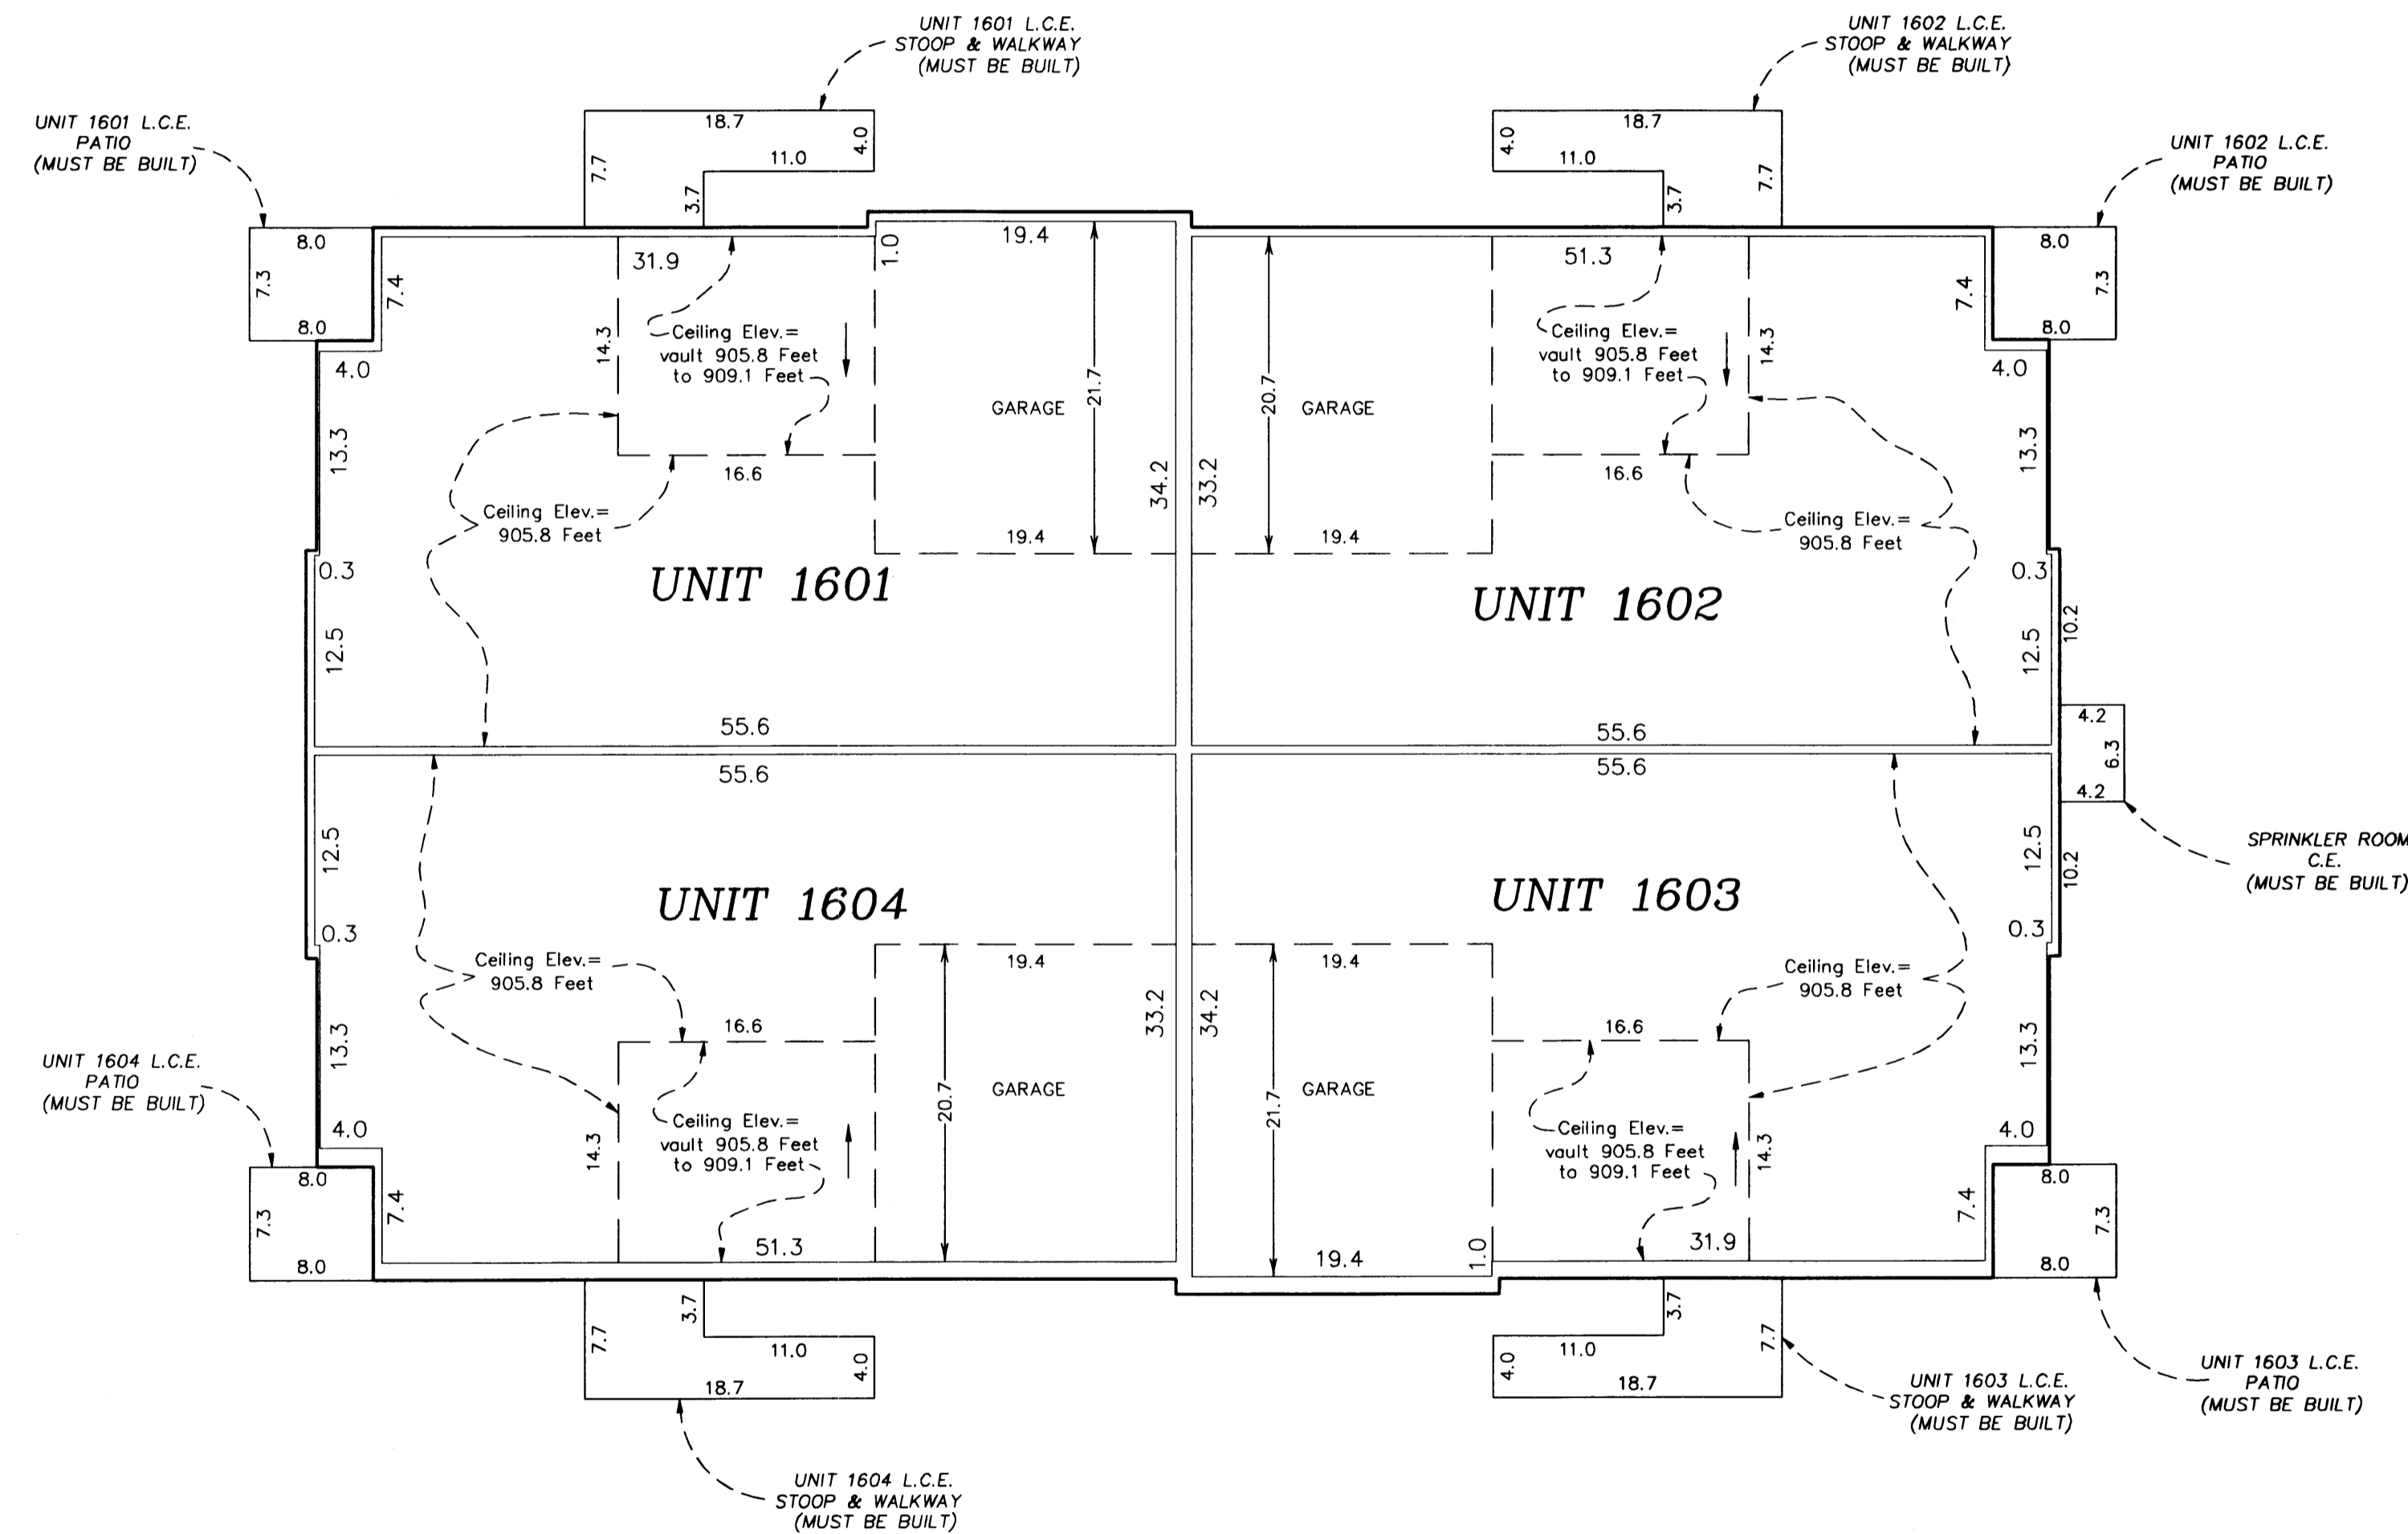 UNIT 1601 L.C.E.
STOOP & WALKWAY
(MUST BE BUILT)
UNIT 1602 L.C.E.
STOOP & WALKWAY
(MUST BE BUILT)
UNIT 1601 L.C.E.
PATIO
(MUST BE BUILT)
UNIT 1602 L.C.E.
PATIO
(MUST BE BUILT)
18.7
4.0
11.0
7.7
3.7
18.7
4.0
11.0
7.7
3.7
8.0
7.3
8.0
7.4
4.0
31.9
1.0
19.4
51.3
7.4
8.0
7.3
8.0
4.0
14.3
Ceiling Elev.=
vault 905.8 Feet
to 909.1 Feet
16.6
GARAGE
21.7
34.2
19.4
20.7
33.2
GARAGE
19.4
Ceiling Elev.=
vault 905.8 Feet
to 909.1 Feet
14.3
16.6
13.3
13.3
Ceiling Elev.=
905.8 Feet
Ceiling Elev.=
905.8 Feet
0.3
12.5
UNIT 1601
UNIT 1602
0.3
12.5
10.2
55.6
55.6
55.6
55.6
4.2
6.3
4.2
SPRINKLER ROOM
C.E.
(MUST BE BUILT)
12.5
0.3
UNIT 1604
UNIT 1603
12.5
10.2
0.3
Ceiling Elev.=
905.8 Feet
19.4
19.4
Ceiling Elev.=
905.8 Feet
13.3
16.6
33.2
34.2
16.6
13.3
UNIT 1604 L.C.E.
PATIO
(MUST BE BUILT)
4.0
14.3
Ceiling Elev.=
vault 905.8 Feet
to 909.1 Feet
20.7
GARAGE
21.7
GARAGE
Ceiling Elev.=
vault 905.8 Feet
to 909.1 Feet
14.3
4.0
8.0
7.3
8.0
7.4
51.3
19.4
1.0
31.9
7.4
8.0
7.3
8.0
7.7
3.7
11.0
4.0
18.7
3.7
11.0
4.0
7.7
18.7
UNIT 1603 L.C.E.
PATIO
(MUST BE BUILT)
UNIT 1603 L.C.E.
STOOP & WALKWAY
(MUST BE BUILT)
UNIT 1604 L.C.E.
STOOP & WALKWAY
(MUST BE BUILT)